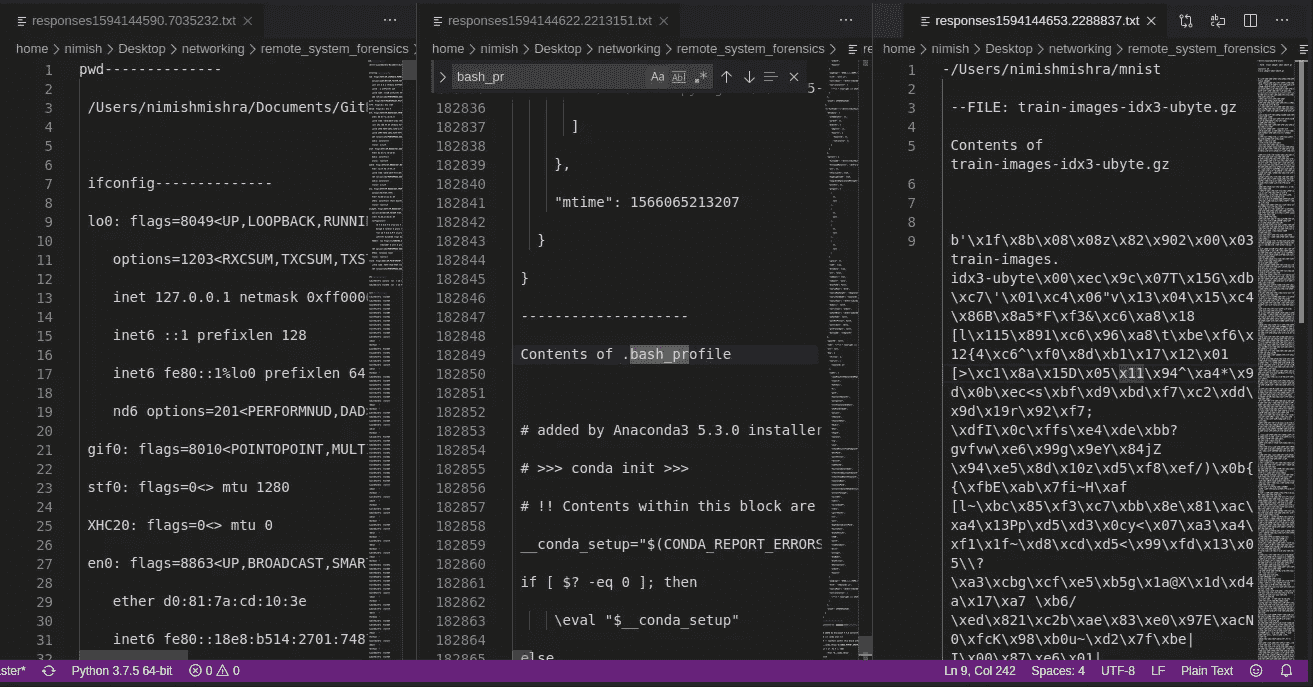 responses1594144590.7035232.txt
home > nimish > Desktop > networking > remote_system_forensics >
1 pwd--------------
2
3 /Users/nimishmishra/Documents/Git
4
5
6
7 ifconfig--------------
8
9 lo0: flags=8049<UP,LOOPBACK,RUNNI
10
11 options=1203<RXCSUM,TXCSUM,TXS
12
13 inet 127.0.0.1 netmask 0xff000
14
15 inet6 ::1 prefixlen 128
16
17 inet6 fe80::1%lo0 prefixlen 64
18
19 nd6 options=201<PERFORMNUD,DAD
20
21 gif0: flags=8010<POINTOPOINT,MULT
22
23 stf0: flags=0<> mtu 1280
24
25 XHC20: flags=0<> mtu 0
26
27 en0: flags=8863<UP,BROADCAST,SMAR
28
29 ether d0:81:7a:cd:10:3e
30
31 inet6 fe80::18e8:b514:2701:748
32
responses1594144622.2213151.txt
home > nimish > Desktop > networking > remote_system_forensics > re
bash_pr
Aa Abl .*
182836
182837 ]
182838
182839 },
182840
182841 "mtime": 1566065213207
182842
182843 }
182844
182845 }
182846
182847 --------------------
182848
182849 Contents of .bash_profile
182850
182851
182852
182853 # added by Anaconda3 5.3.0 installer
182854
182855 # >>> conda init >>>
182856
182857 # !! Contents within this block are
182858
182859 __conda_setup="$(CONDA_REPORT_ERRORS
182860
182861 if [ $? -eq 0 ]; then
182862
182863 \eval "$__conda_setup"
182864
182865 else
responses1594144653.2288837.txt
home > nimish > Desktop > networking > remote_system_forensics >
1 -/Users/nimishmishra/mnist
2
3 --FILE: train-images-idx3-ubyte.gz
4
5 Contents of
train-images-idx3-ubyte.gz
6
7
8
9 b'\x1f\x8b\x08\x08z\x82\x902\x00\x03
train-images.
idx3-ubyte\x00\xec\x9c\x07T\x15G\xdb
\xc7\'\x01\xc4\x06"v\x13\x04\x15\xc4
\x86B\x8a5*F\xf3&\xc6\xa8\x18
[l\x115\x891\xc6\x96\xa8\t\xbe\xf6\x
12{4\xc6^\xf0\x8d\xb1\x17\x12\x01
[>\xc1\x8a\x15D\x05\x11\x94^\xa4*\x9
d\x0b\xec<s\xbf\xd9\xbd\xf7\xc2\xdd\
x9d\x19r\x92\xf7;
\xdfI\x0c\xffs\xe4\xde\xbb?
gvfvw\xe6\x99g\x9eY\x84jZ
\x94\xe5\x8d\x10z\xd5\xf8\xef/)\x0b{
{\xfbE\xab\x7fi~H\xaf
[l~\xbc\x85\xf3\xc7\xbb\x8e\x81\xac\
xa4\x13Pp\xd5\xd3\x0cy<\x07\xa3\xa4\
xf1\x1f~\xd8\xcd\xd5<\x99\xfd\x13\x0
5\\?
\xa3\xcbg\xcf\xe5\xb5g\x1a@X\x1d\xd4
a\x17\xa7 \xb6/
\xed\x821\xc2b\xae\x83\xe0\x97E\xacN
0\xfcK\x98\xb0u~\xd2\x7f\xbe|
I\x00\x87\xe6\x01|
ster*
Python 3.7.5 64-bit
0 0
Ln 9, Col 242
Spaces: 4
UTF-8
LF
Plain Text